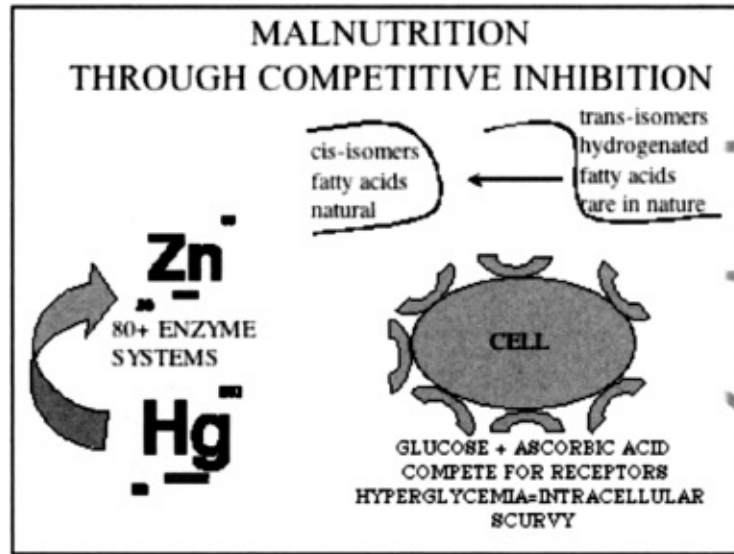 MALNUTRITION
THROUGH COMPETITIVE INHIBITION
cis-isomers
fatty acids
natural
trans-isomers
hydrogenated
fatty acids
rare in nature
Zn
80+ ENZYME
SYSTEMS
Hg
CELL
GLUCOSE + ASCORBIC ACID
COMPETE FOR RECEPTORS
HYPERGLYCEMIA=INTRACELLULAR
SCURVY